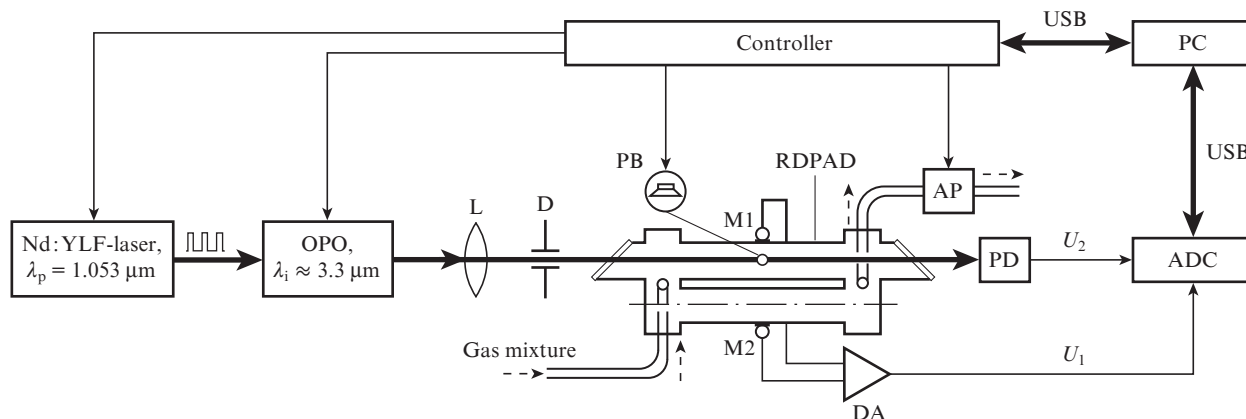 Controller
USB
PC
USB
PB
RDPAD
AP
L
D
M1
Nd : YLF-laser,
λp = 1.053 μm
OPO,
λi ≈ 3.3 μm
PD
U2
ADC
Gas mixture
M2
U1
DA